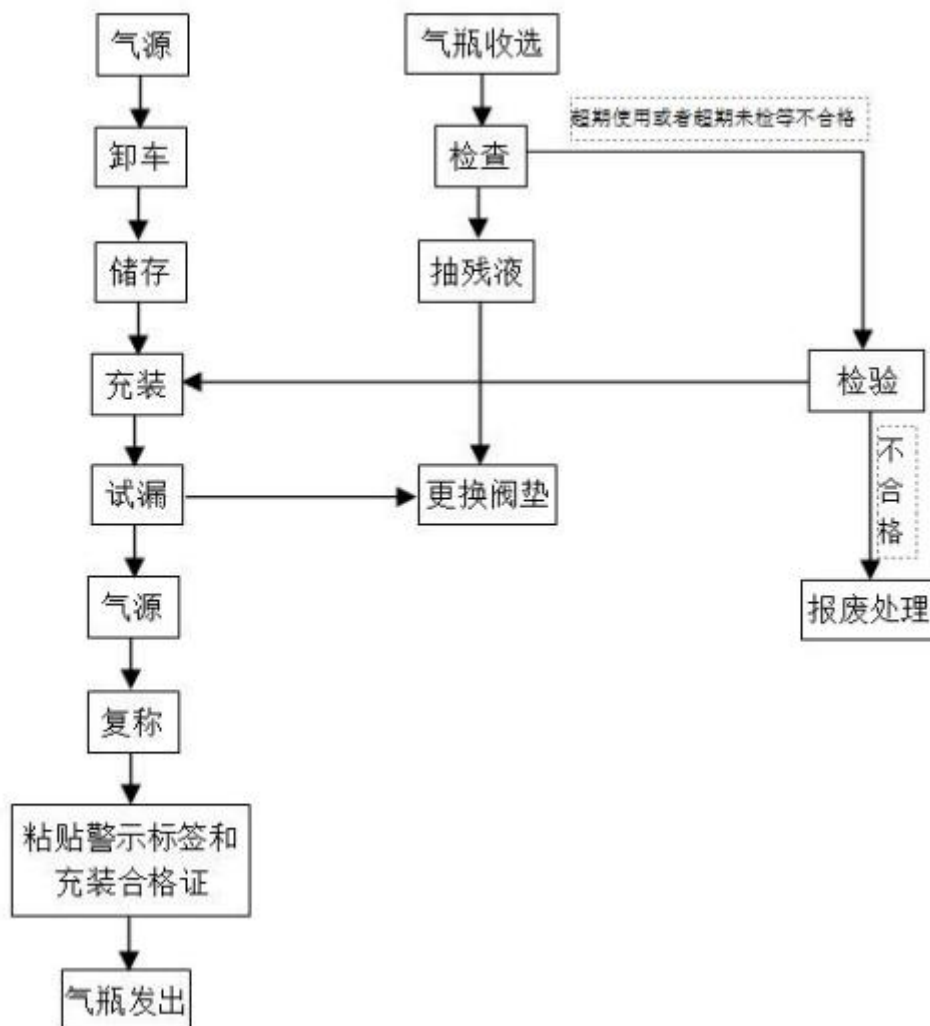 气源
气瓶收选
超期使用或者超期未检等不合格
卸车
检查
储存
抽残液
充装
检验
不
合
格
试漏
更换阀垫
气源
报废处理
复称
粘贴警示标签和
充装合格证
气瓶发出